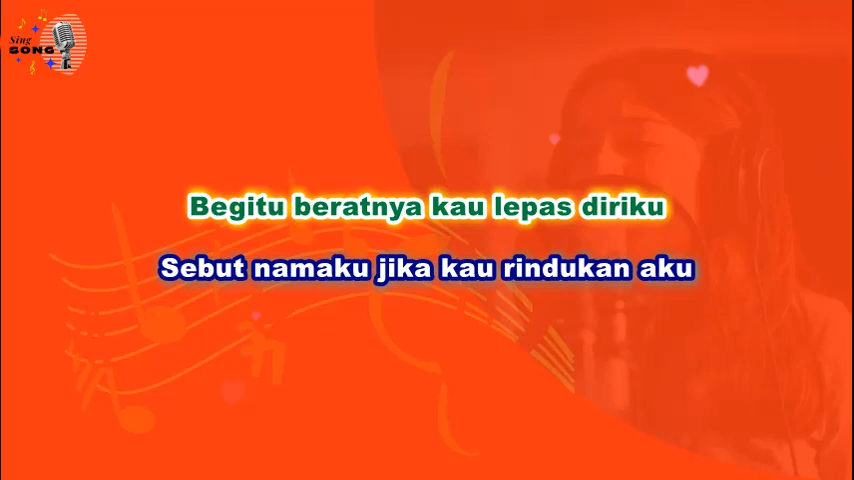 Sing
SONG
Begitu beratnya kau lepas diriku
Sebut namaku jika kau rindukan aku